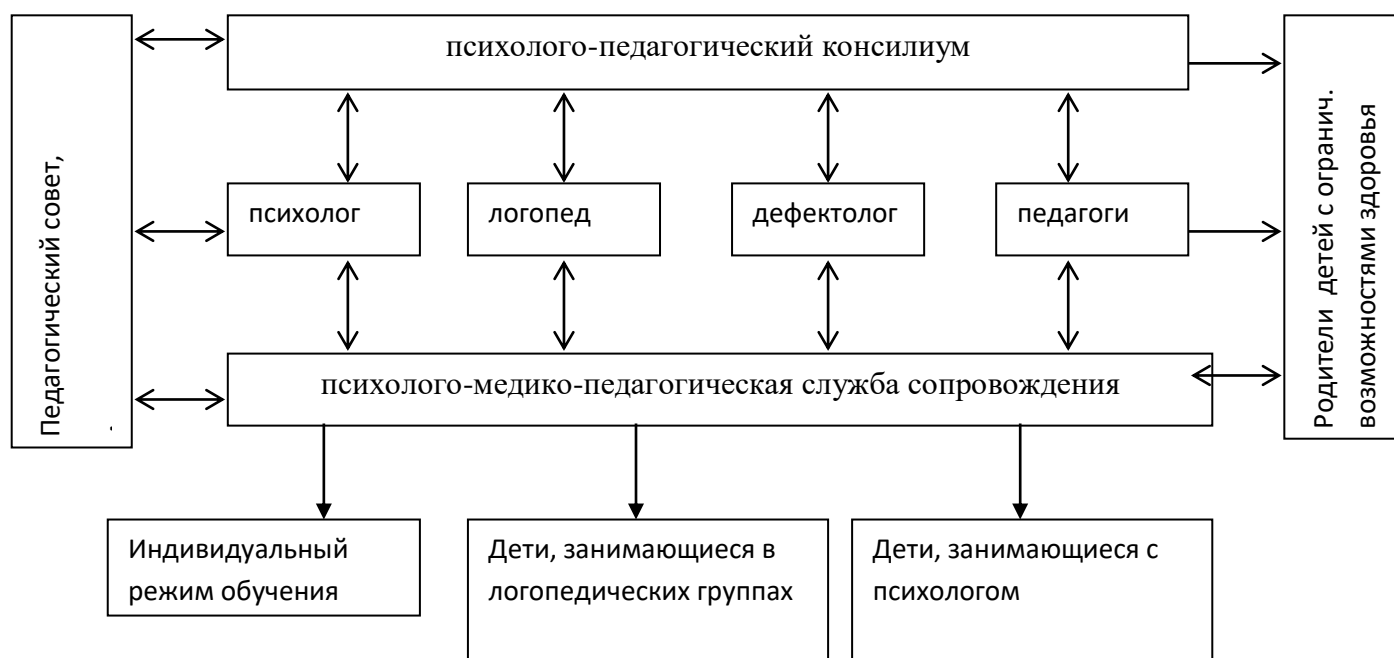 психолого-педагогический консилиум
Педагогический совет,
.
Родители детей с огранич.
возможностями здоровья
психолог
логопед
дефектолог
педагоги
психолого-медико-педагогическая служба сопровождения
Индивидуальный
режим обучения
Дети, занимающиеся в
логопедических группах
Дети, занимающиеся с
психологом